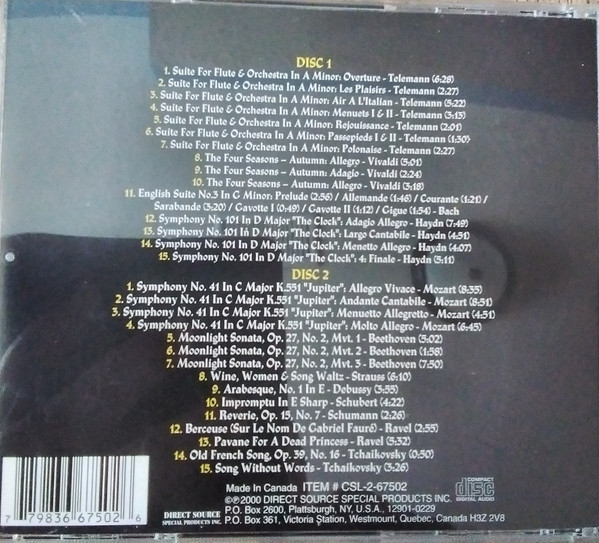 DISC 1
1. Suite For Flute & Orchestra In A Minor: Overture - Telemann (6:28)
2. Suite For Flute & Orchestra In A Minor: Les Plaisirs - Telemann (2:27)
3. Suite For Flute & Orchestra In A Minor: Air A L'Italian - Telemann (5:22)
4. Suite For Flute & Orchestra In A Minor: Menuets I & II - Telemann (3:13)
5. Suite For Flute & Orchestra In A Minor: Rejouissance - Telemann (2:01)
6. Suite For Flute & Orchestra In A Minor: Passepieds I & II - Telemann (1:30)
7. Suite For Flute & Orchestra In A Minor: Polonaise - Telemann (2:27)
8. The Four Seasons – Autumn: Allegro - Vivaldi (5:01)
9. The Four Seasons – Autumn: Adagio - Vivaldi (2:24)
10. The Four Seasons – Autumn: Allegro - Vivaldi (3:18)
11. English Suite No.3 In G Minor: Prelude (2:56) / Allemande (1:46) / Courante (1:21) /
Sarabande (3:20) / Gavotte I (0:49) / Gavotte II (1:12) / Gigue (1:54) - Bach
12. Symphony No. 101 In D Major "The Clock": Adagio Allegro - Haydn (7:49)
13. Symphony No. 101 In D Major "The Clock": Largo Cantabile - Haydn (4:51)
14. Symphony No. 101 In D Major "The Clock": Menetto Allegro - Haydn (4:07)
15. Symphony No. 101 In D Major "The Clock": 4: Finale - Haydn (5:11)
DISC 2
1. Symphony No. 41 In C Major K.551 "Jupiter": Allegro Vivace - Mozart (8:35)
2. Symphony No. 41 In C Major K.551 "Jupiter": Andante Cantabile - Mozart (8:51)
3. Symphony No. 41 In C Major K.551 "Jupiter": Menuetto Allegretto - Mozart (4:51)
4. Symphony No. 41 In C Major K.551 "Jupiter": Molto Allegro - Mozart (6:45)
5. Moonlight Sonata, Op. 27, No. 2, Mvt. 1 - Beethoven (5:02)
6. Moonlight Sonata, Op. 27, No. 2, Mvt. 2 - Beethoven (1:58)
7. Moonlight Sonata, Op. 27, No. 2, Mvt. 3 - Beethoven (7:50)
8. Wine, Women & Song Waltz - Strauss (6:10)
9. Arabesque, No. 1 In E - Debussy (3:55)
10. Impromptu In E Sharp - Schubert (4:22)
11. Reverie, Op. 15, No. 7 - Schumann (2:26)
12. Berceuse (Sur Le Nom De Gabriel Fauré) - Ravel (2:55)
13. Pavane For A Dead Princess - Ravel (5:32)
14. Old French Song, Op. 39, No. 16 - Tchaikovsky (0:50)
15. Song Without Words - Tchaikovsky (3:26)
Made In Canada ITEM # CSL-2-67502
℗©2000 DIRECT SOURCE SPECIAL PRODUCTS INC.
P.O. Box 2600, Plattsburgh, N.Y., U.S.A., 12901-0229
P.O. Box 361, Victoria Station, Westmount, Quebec, Canada H3Z 2V8
DIRECT SOURCE
SPECIAL PRODUCTS INC.
COMPACT
disc
DIGITAL AUDIO
7 79836 67502 6